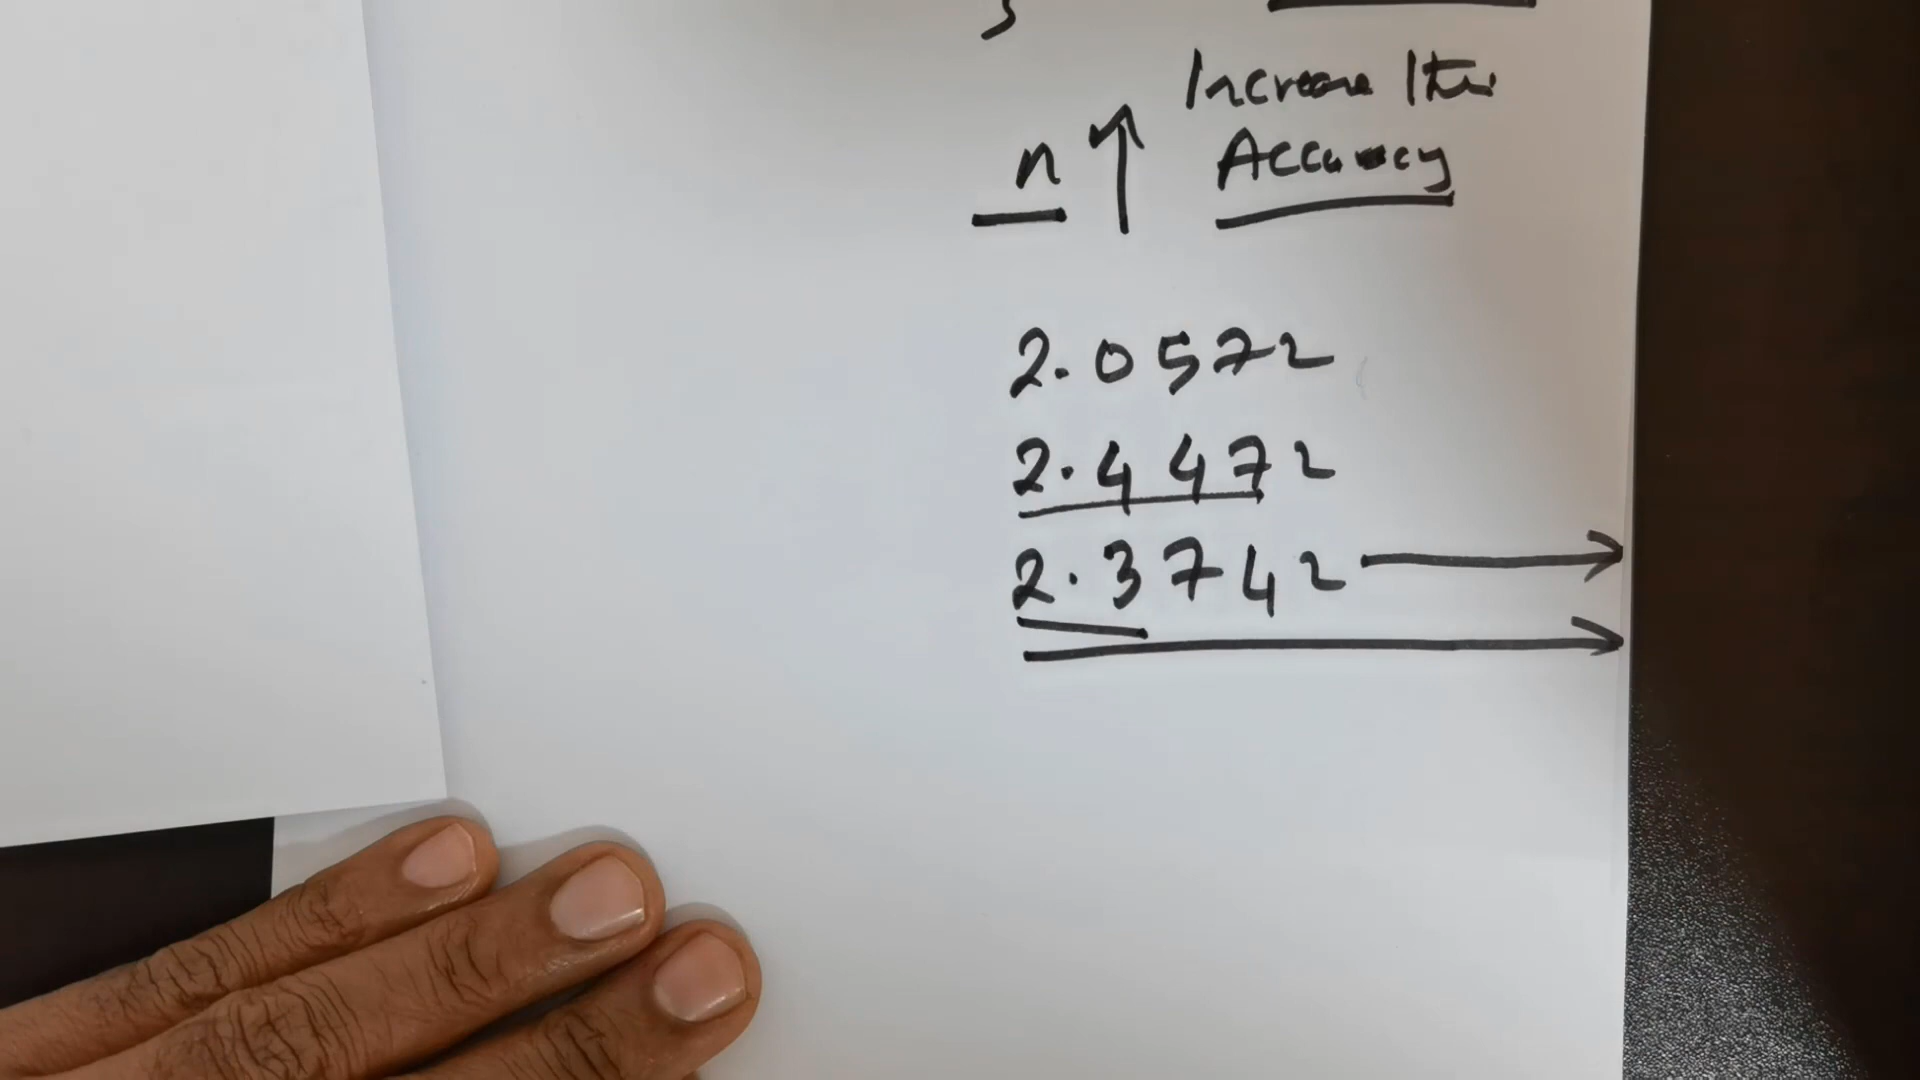 Increase the
n ↑ Accuracy
2.0572
2.4472
2.3742 →